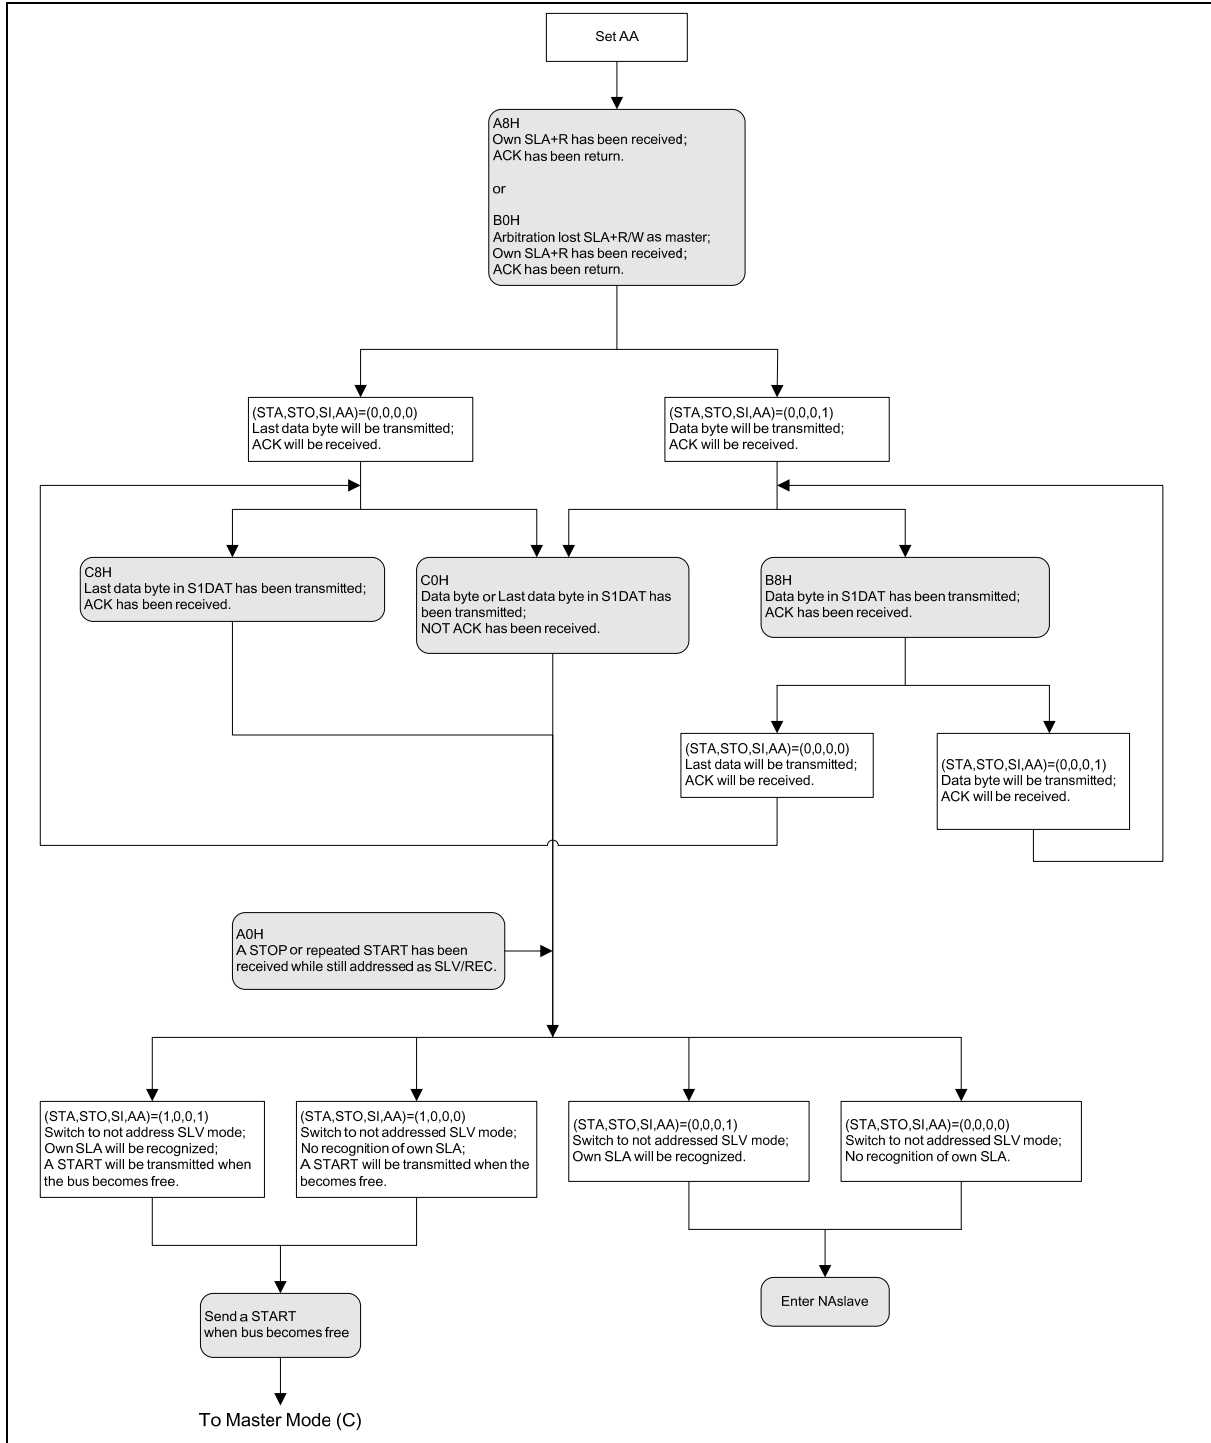 Set AA
A8H
Own SLA+R has been received;
ACK has been return.
or
B0H
Arbitration lost SLA+R/W as master;
Own SLA+R has been received;
ACK has been return.
(STA,STO,SI,AA)=(0,0,0,0)
Last data byte will be transmitted;
ACK will be received.
(STA,STO,SI,AA)=(0,0,0,1)
Data byte will be transmitted;
ACK will be received.
C8H
Last data byte in S1DAT has been transmitted;
ACK has been received.
C0H
Data byte or Last data byte in S1DAT has
been transmitted;
NOT ACK has been received.
B8H
Data byte in S1DAT has been transmitted;
ACK has been received.
(STA,STO,SI,AA)=(0,0,0,0)
Last data will be transmitted;
ACK will be received.
(STA,STO,SI,AA)=(0,0,0,1)
Data byte will be transmitted;
ACK will be received.
A0H
A STOP or repeated START has been
received while still addressed as SLV/REC.
(STA,STO,SI,AA)=(1,0,0,1)
Switch to not address SLV mode;
Own SLA will be recognized;
A START will be transmitted when
the bus becomes free.
(STA,STO,SI,AA)=(1,0,0,0)
Switch to not addressed SLV mode;
No recognition of own SLA;
A START will be transmitted when the
becomes free.
(STA,STO,SI,AA)=(0,0,0,1)
Switch to not addressed SLV mode;
Own SLA will be recognized.
(STA,STO,SI,AA)=(0,0,0,0)
Switch to not addressed SLV mode;
No recognition of own SLA.
Send a START
when bus becomes free
Enter NAslave
To Master Mode (C)